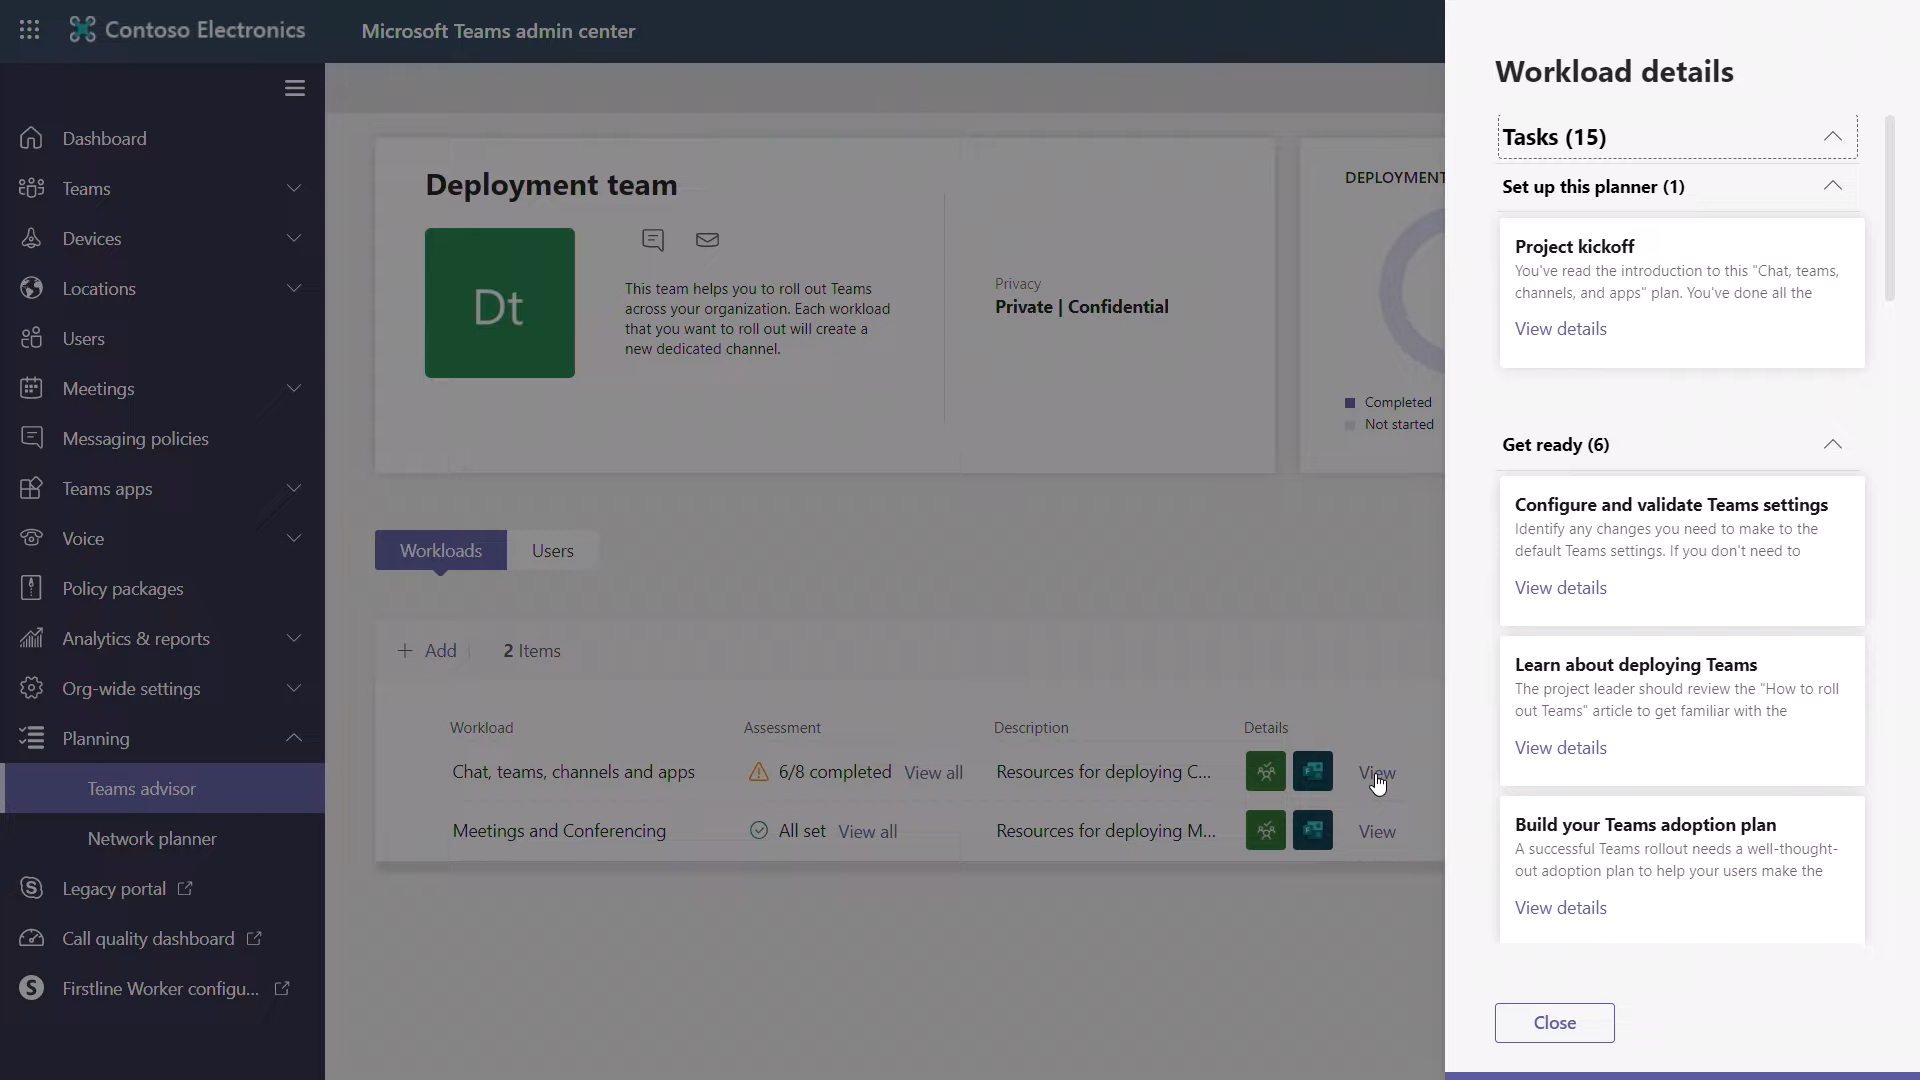 Contoso Electronics
Microsoft Teams admin center
Dashboard
Teams
Devices
Locations
Users
Meetings
Messaging policies
Teams apps
Voice
Policy packages
Analytics & reports
Org-wide settings
Planning
Teams advisor
Network planner
Legacy portal
Call quality dashboard
Firstline Worker configu...
Deployment team
Dt
This team helps you to roll out Teams
across your organization. Each workload
that you want to roll out will create a
new dedicated channel.
Privacy
Private | Confidential
DEPLOYMENT
Completed
Not started
Workloads
Users
Add
2 Items
Workload Assessment Description Details
Chat, teams, channels and apps 6/8 completed View all Resources for deploying C... View
Meetings and Conferencing All set View all Resources for deploying M... View
Workload details
Tasks (15)
Set up this planner (1)
Project kickoff
You've read the introduction to this "Chat, teams,
channels, and apps" plan. You've done all the
View details
Get ready (6)
Configure and validate Teams settings
Identify any changes you need to make to the
default Teams settings. If you don't need to
View details
Learn about deploying Teams
The project leader should review the "How to roll
out Teams" article to get familiar with the
View details
Build your Teams adoption plan
A successful Teams rollout needs a well-thought-
out adoption plan to help your users make the
View details
Close